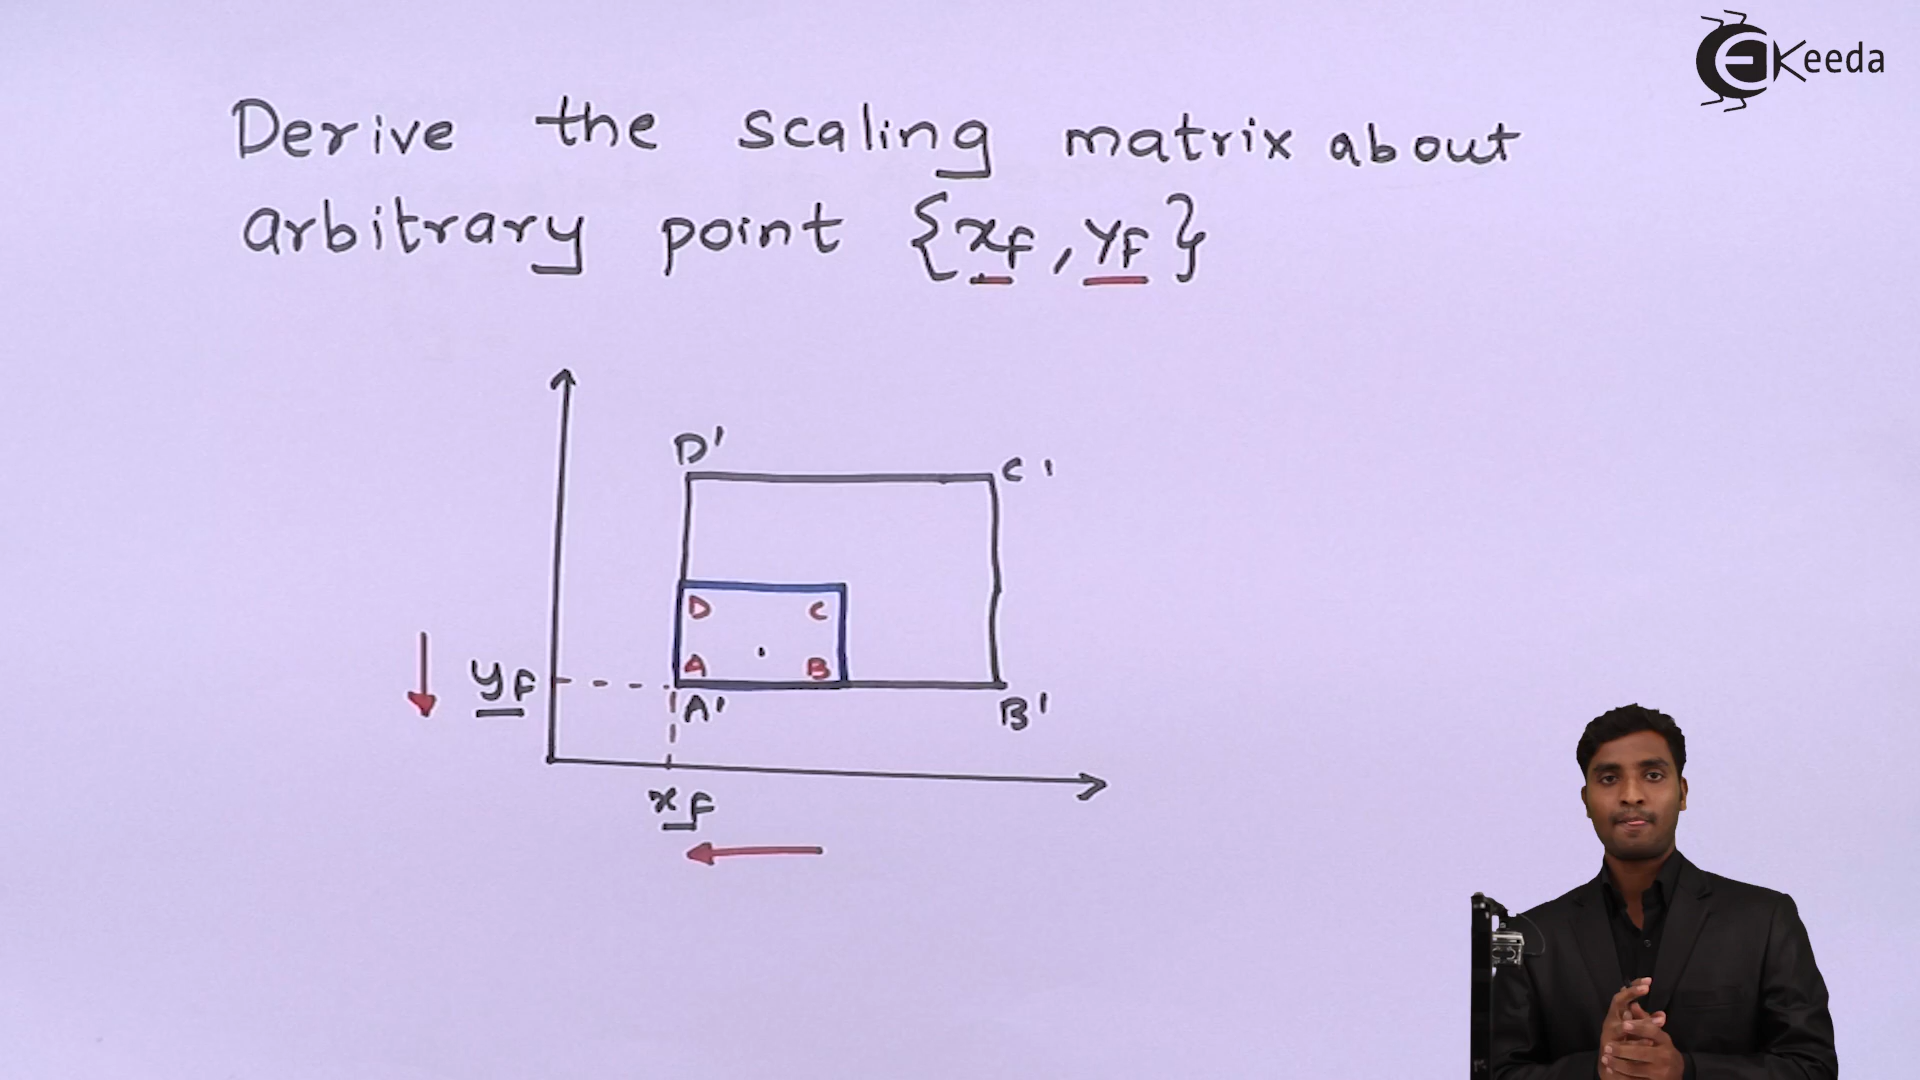 EKeeda
Derive the scaling matrix about
arbitrary point {xf, yf}
D'
C'
D C
A B
yf
A'
B'
xf